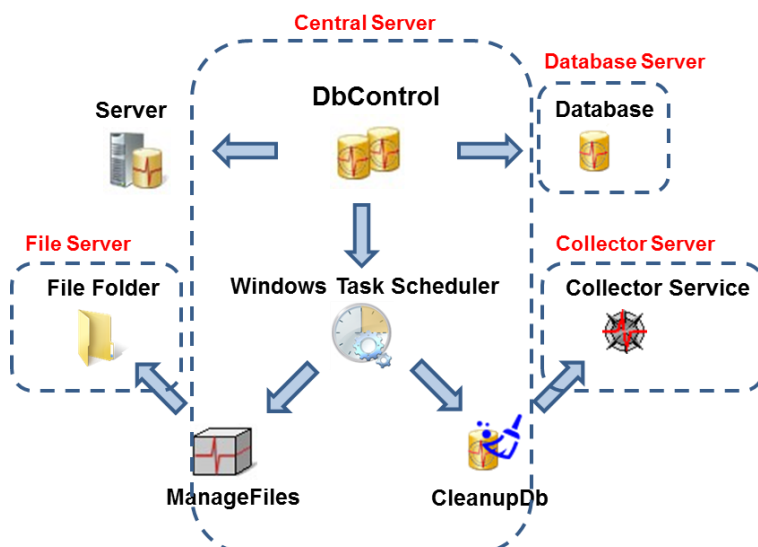 Central Server
Database Server
DbControl
Server
Database
File Server
Collector Server
File Folder
Windows Task Scheduler
Collector Service
ManageFiles
CleanupDb